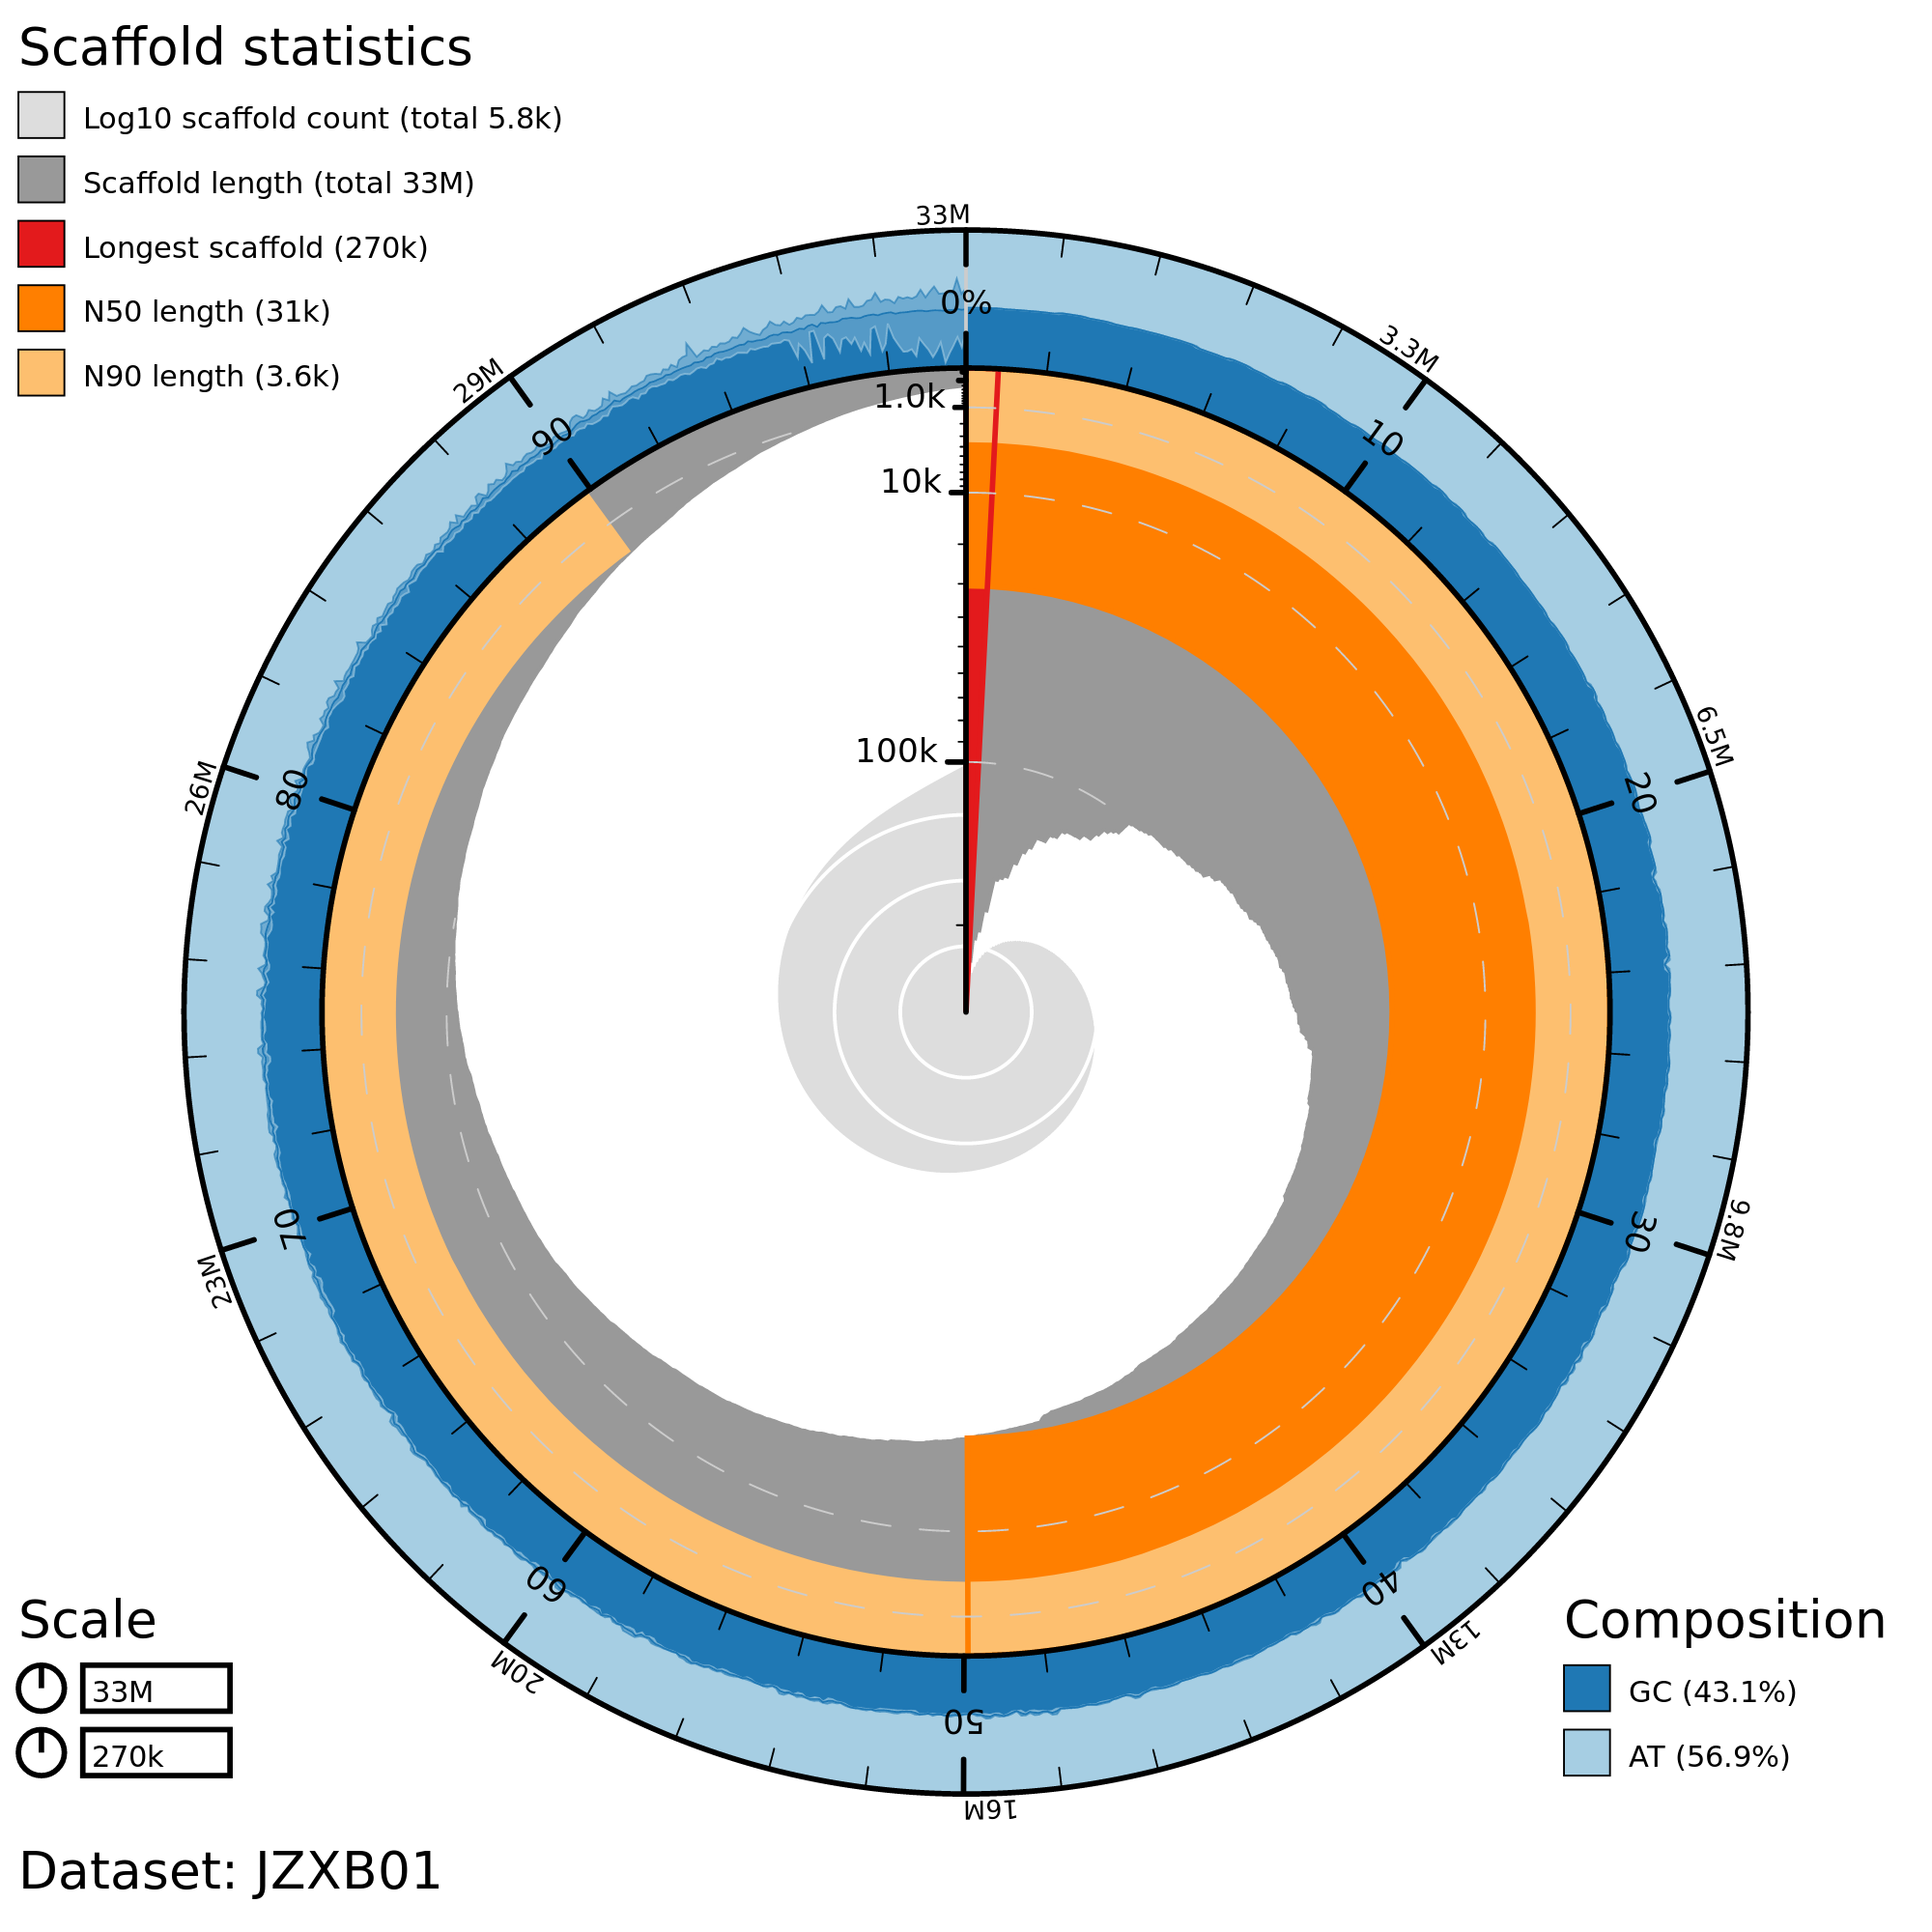 Scaffold statistics
Log10 scaffold count (total 5.8k)
Scaffold length (total 33M)
Longest scaffold (270k)
N50 length (31k)
N90 length (3.6k)
33M
3.3M
6.5M
9.8M
13M
16M
20M
23M
26M
29M
0%
10
20
30
40
50
60
70
80
90
1.0k
10k
100k
Scale
33M
270k
Composition
GC (43.1%)
AT (56.9%)
Dataset: JZXB01